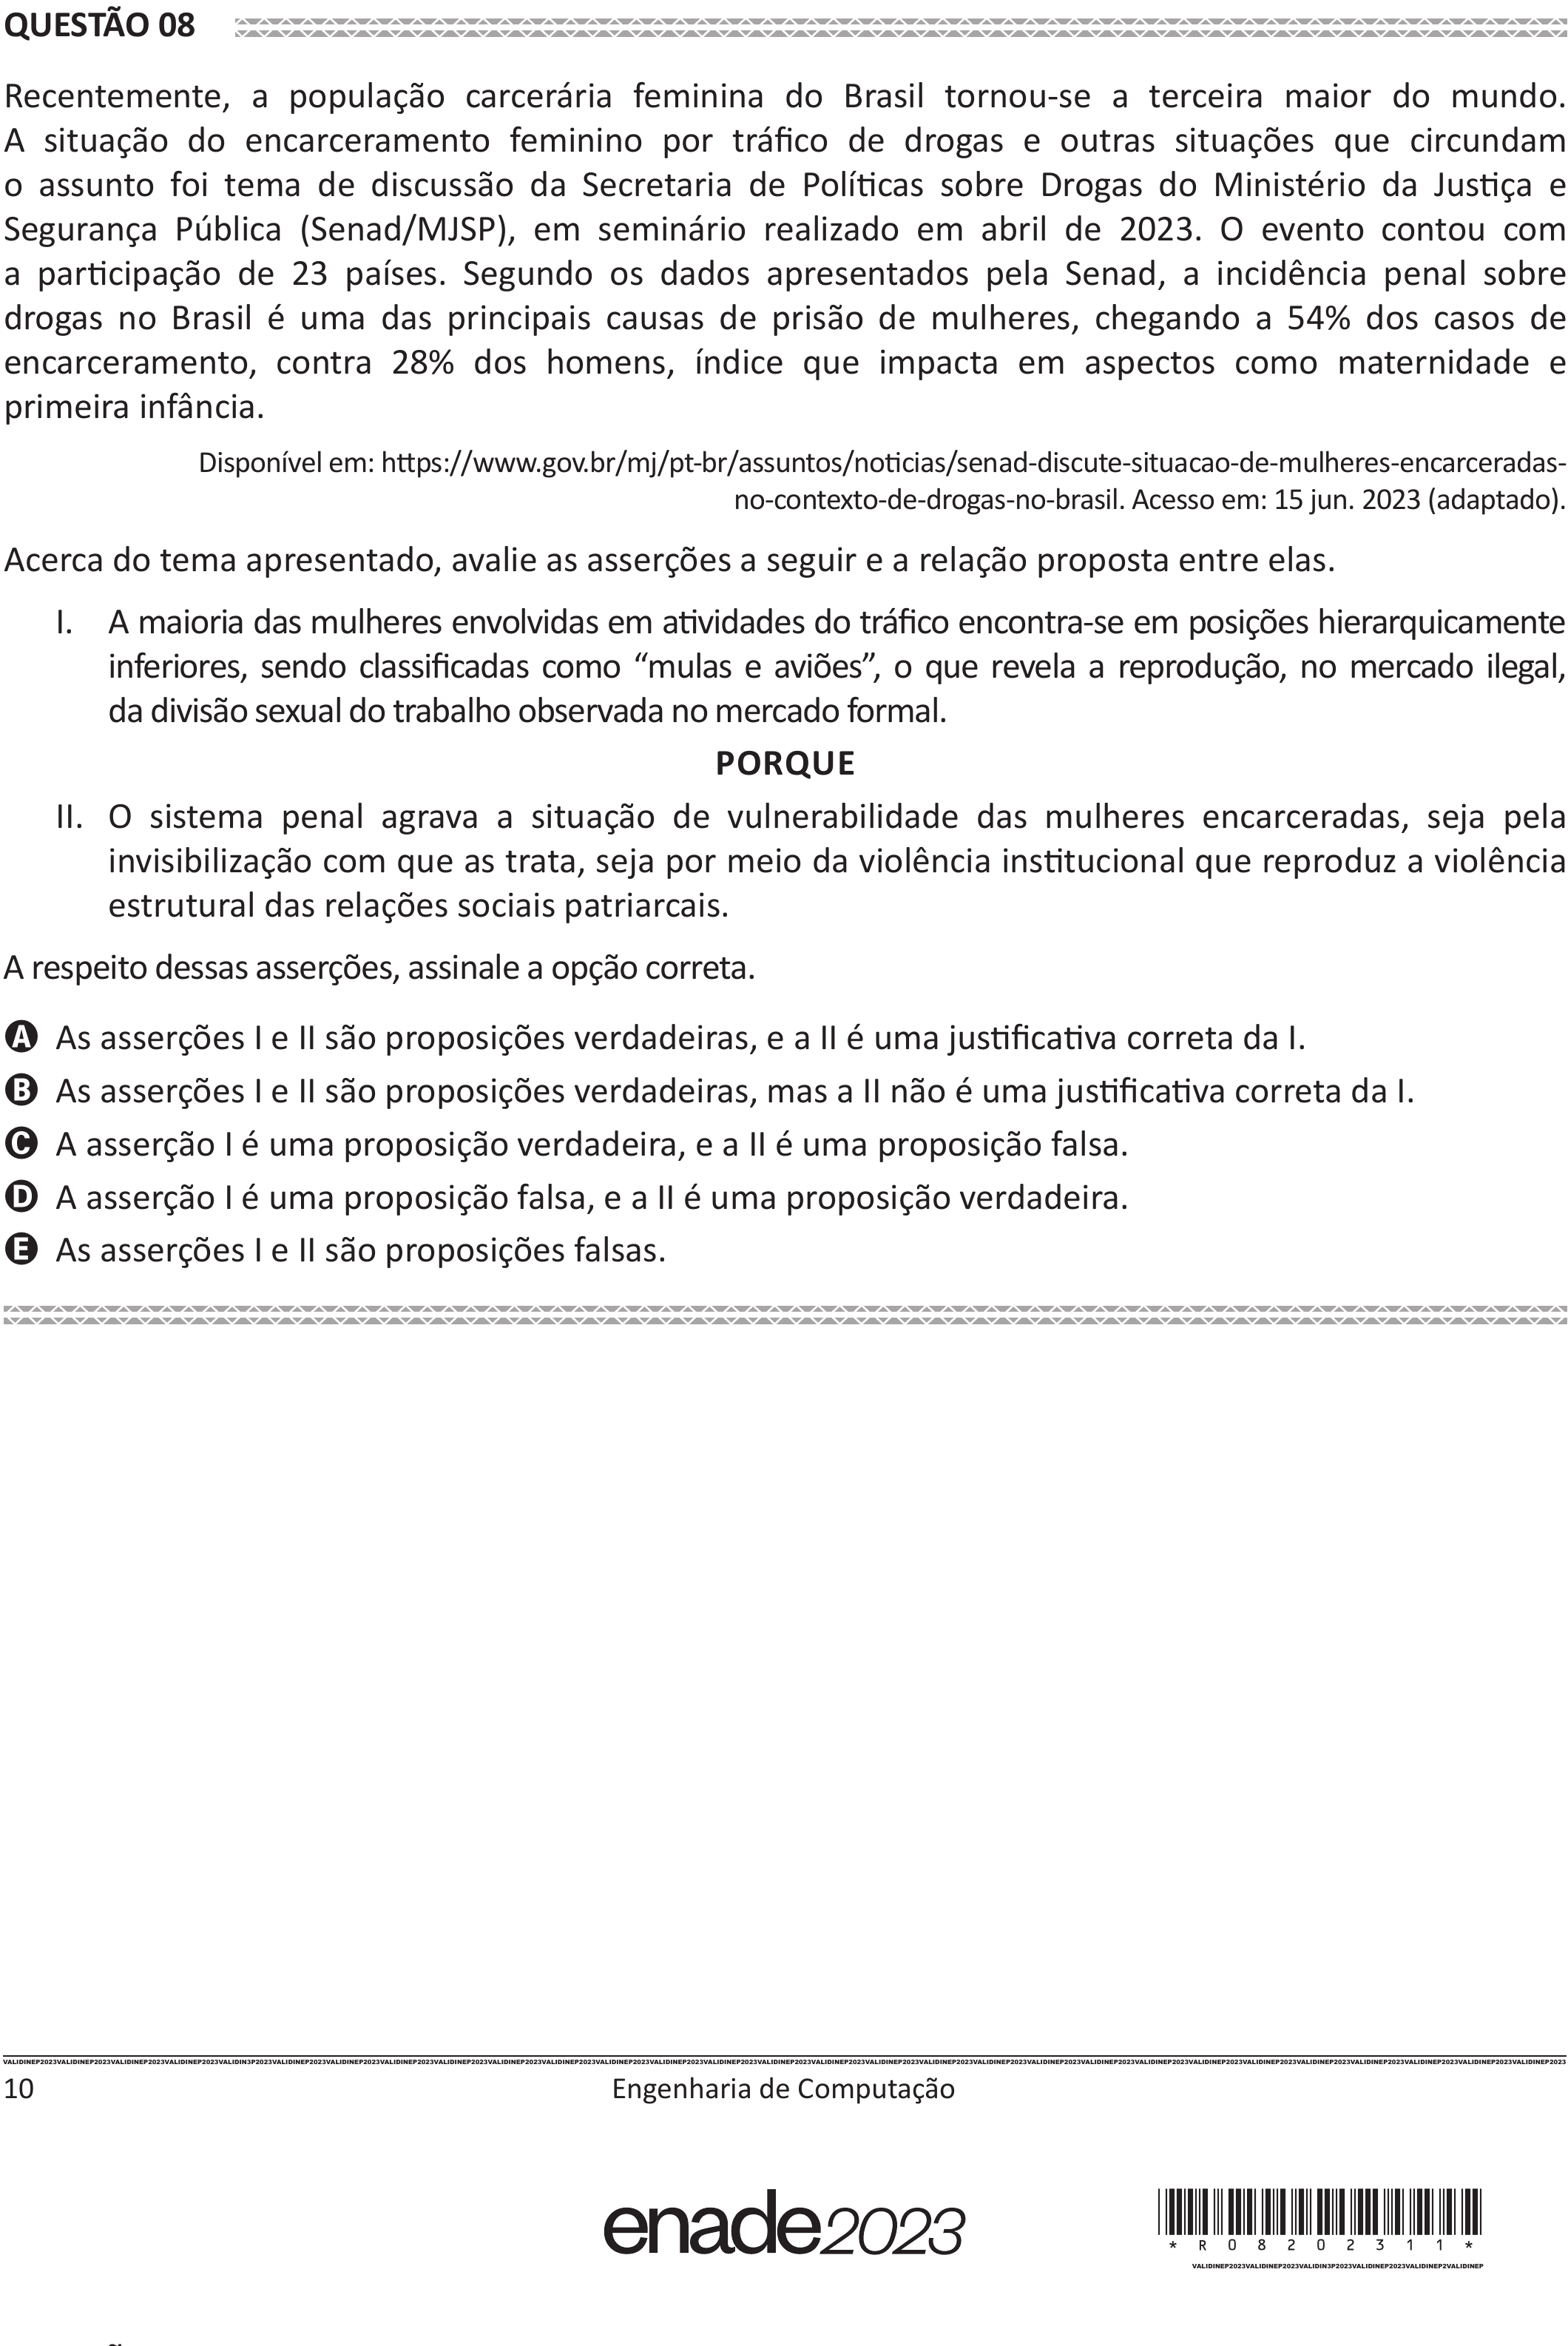 QUESTÃO 08
Recentemente, a população carcerária feminina do Brasil tornou-se a terceira maior do mundo.
A situação do encarceramento feminino por tráfico de drogas e outras situações que circundam
o assunto foi tema de discussão da Secretaria de Políticas sobre Drogas do Ministério da Justiça e
Segurança Pública (Senad/MJSP), em seminário realizado em abril de 2023. O evento contou com
a participação de 23 países. Segundo os dados apresentados pela Senad, a incidência penal sobre
drogas no Brasil é uma das principais causas de prisão de mulheres, chegando a 54% dos casos de
encarceramento, contra 28% dos homens, índice que impacta em aspectos como maternidade e
primeira infância.
Disponível em: https://www.gov.br/mj/pt-br/assuntos/noticias/senad-discute-situacao-de-mulheres-encarceradas-
no-contexto-de-drogas-no-brasil. Acesso em: 15 jun. 2023 (adaptado).
Acerca do tema apresentado, avalie as asserções a seguir e a relação proposta entre elas.
I. A maioria das mulheres envolvidas em atividades do tráfico encontra-se em posições hierarquicamente
inferiores, sendo classificadas como “mulas e aviões”, o que revela a reprodução, no mercado ilegal,
da divisão sexual do trabalho observada no mercado formal.
PORQUE
II. O sistema penal agrava a situação de vulnerabilidade das mulheres encarceradas, seja pela
invisibilização com que as trata, seja por meio da violência institucional que reproduz a violência
estrutural das relações sociais patriarcais.
A respeito dessas asserções, assinale a opção correta.
A As asserções I e II são proposições verdadeiras, e a II é uma justificativa correta da I.
B As asserções I e II são proposições verdadeiras, mas a II não é uma justificativa correta da I.
C A asserção I é uma proposição verdadeira, e a II é uma proposição falsa.
D A asserção I é uma proposição falsa, e a II é uma proposição verdadeira.
E As asserções I e II são proposições falsas.
10
Engenharia de Computação
enade2023
*R08202311*
VALIDINEP2023VALIDINEP2023VALIDIN3P2023VALIDINEP2023VALIDINEP2VALIDINEP